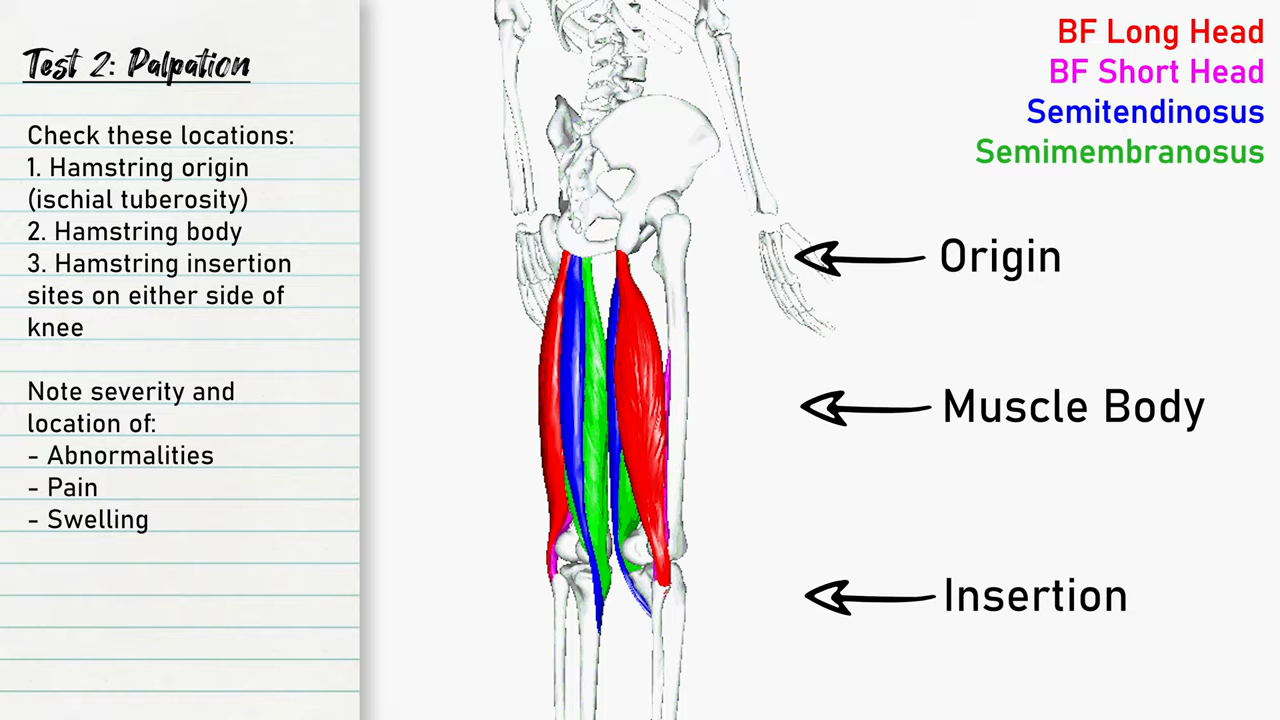 Test 2: Palpation
Check these locations:
1. Hamstring origin
(ischial tuberosity)
2. Hamstring body
3. Hamstring insertion
sites on either side of
knee
Note severity and
location of:
- Abnormalities
- Pain
- Swelling
BF Long Head
BF Short Head
Semitendinosus
Semimembranosus
Origin
Muscle Body
Insertion